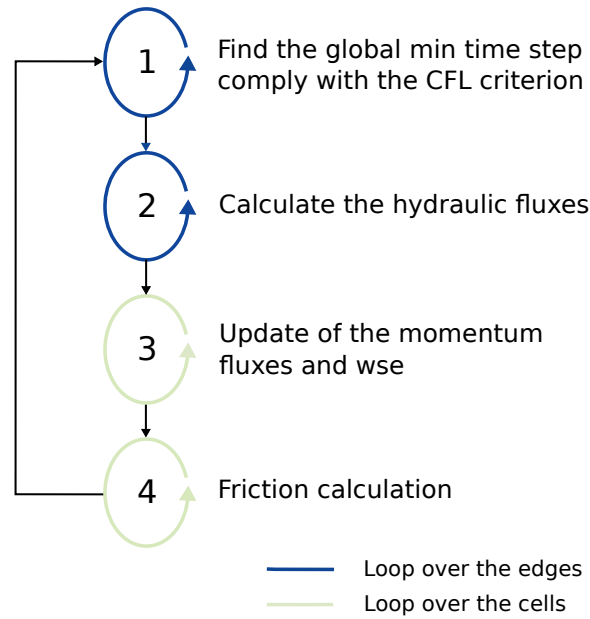 1
Find the global min time step
comply with the CFL criterion
2
Calculate the hydraulic fluxes
3
Update of the momentum
fluxes and wse
4
Friction calculation
Loop over the edges
Loop over the cells